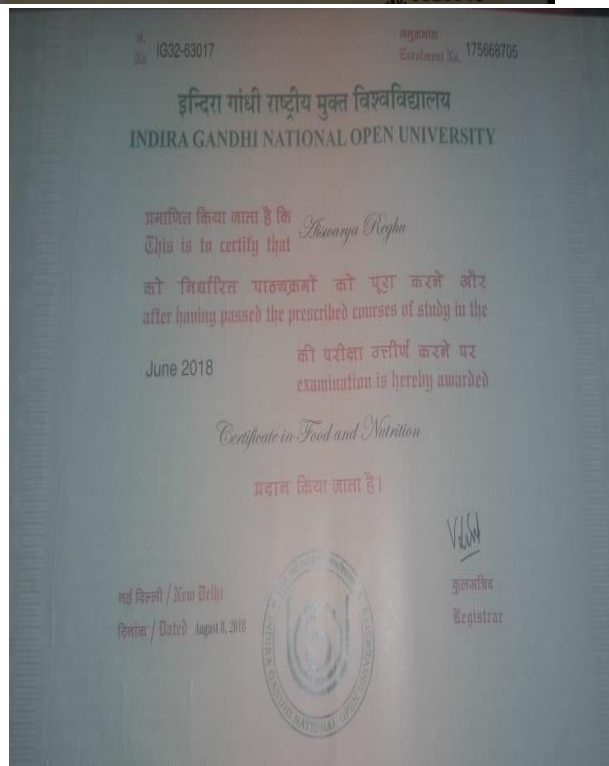 सं.
No. IG32-63017
अनुक्रमांक
Enrolment No. 175668705
इन्दिरा गांधी राष्ट्रीय मुक्त विश्वविद्यालय
INDIRA GANDHI NATIONAL OPEN UNIVERSITY
प्रमाणित किया जाता है कि
This is to certify that Aiswarya Reghu
को निर्धारित पाठ्यक्रमों को पूरा करने और
after having passed the prescribed courses of study in the
June 2018
की परीक्षा उत्तीर्ण करने पर
examination is hereby awarded
Certificate in Food and Nutrition
प्रदान किया जाता है।
नई दिल्ली / New Delhi
दिनांक / Dated August 8, 2018
कुलसचिव
Registrar
INDIRA GANDHI NATIONAL OPEN UNIVERSITY